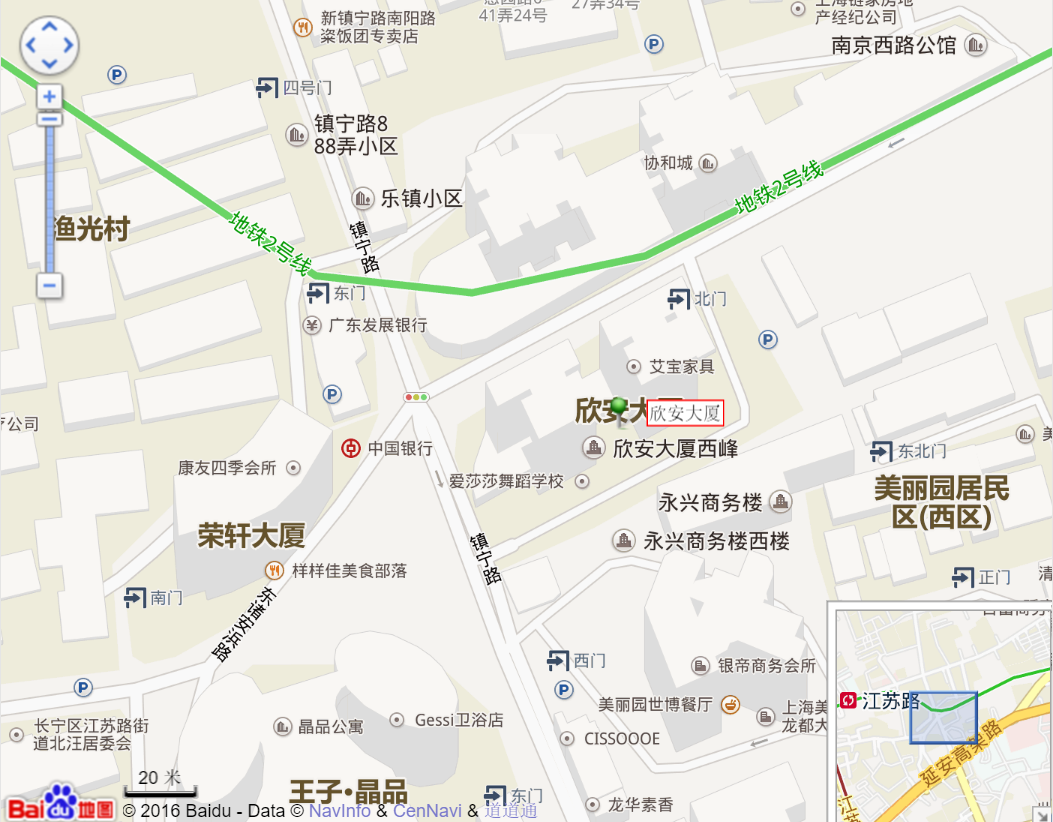 新镇宁路南阳路
粢饭团专卖店
41弄24号
27弄34号
产经纪公司
南京西路公馆
P
P
四号门
镇宁路8
88弄小区
协和城
乐镇小区
地铁2号线
渔光村
地铁2号线
镇宁路
东门
北门
广东发展银行
P
艾宝家具
P
欣安大厦
欣安大厦
公司
中国银行
欣安大厦西峰
东北门
康友四季会所
爱莎莎舞蹈学校
美丽园居民
区(西区)
永兴商务楼
荣轩大厦
镇宁路
永兴商务楼西楼
样样佳美食部落
正门
南门
东诸安浜路
西门
银帝商务会所
P
P
美丽园世博餐厅
江苏路
上海美
龙都大
长宁区江苏路街
道北汪居委会
晶品公寓
Gessi卫浴店
CISSOOOE
延安高架路
20 米
王子·晶品
东门
龙华素香
江苏
Bai du 地图
© 2016 Baidu - Data © NavInfo & CenNavi & 道道通